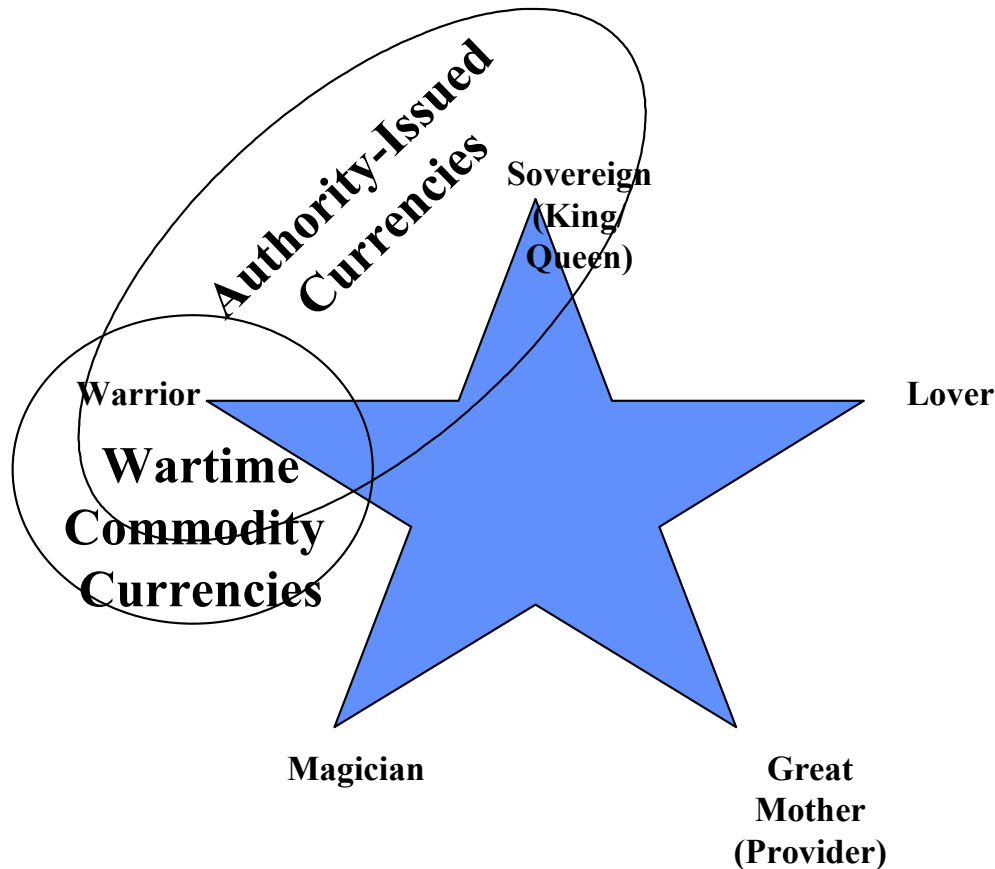 Authority-Issued
Currencies
Sovereign
(King/
Queen)
Warrior
Lover
Wartime
Commodity
Currencies
Magician
Great
Mother
(Provider)